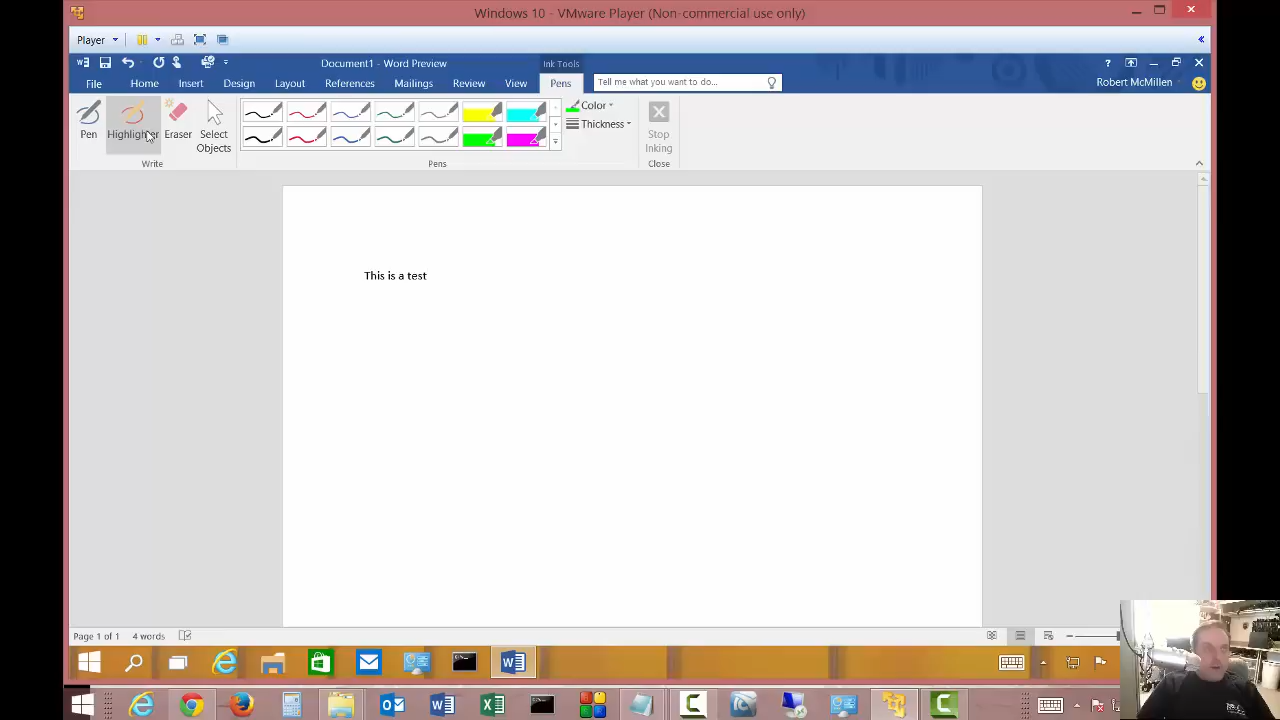 Windows 10 - VMware Player (Non-commercial use only)
Player
Document1 - Word Preview
Ink Tools
File Home Insert Design Layout References Mailings Review View Pens Tell me what you want to do... Robert McMillen
Pen Highlighter Eraser Select Objects
Color
Thickness
Stop Inking
Write Pens Close
This is a test
Page 1 of 1 4 words